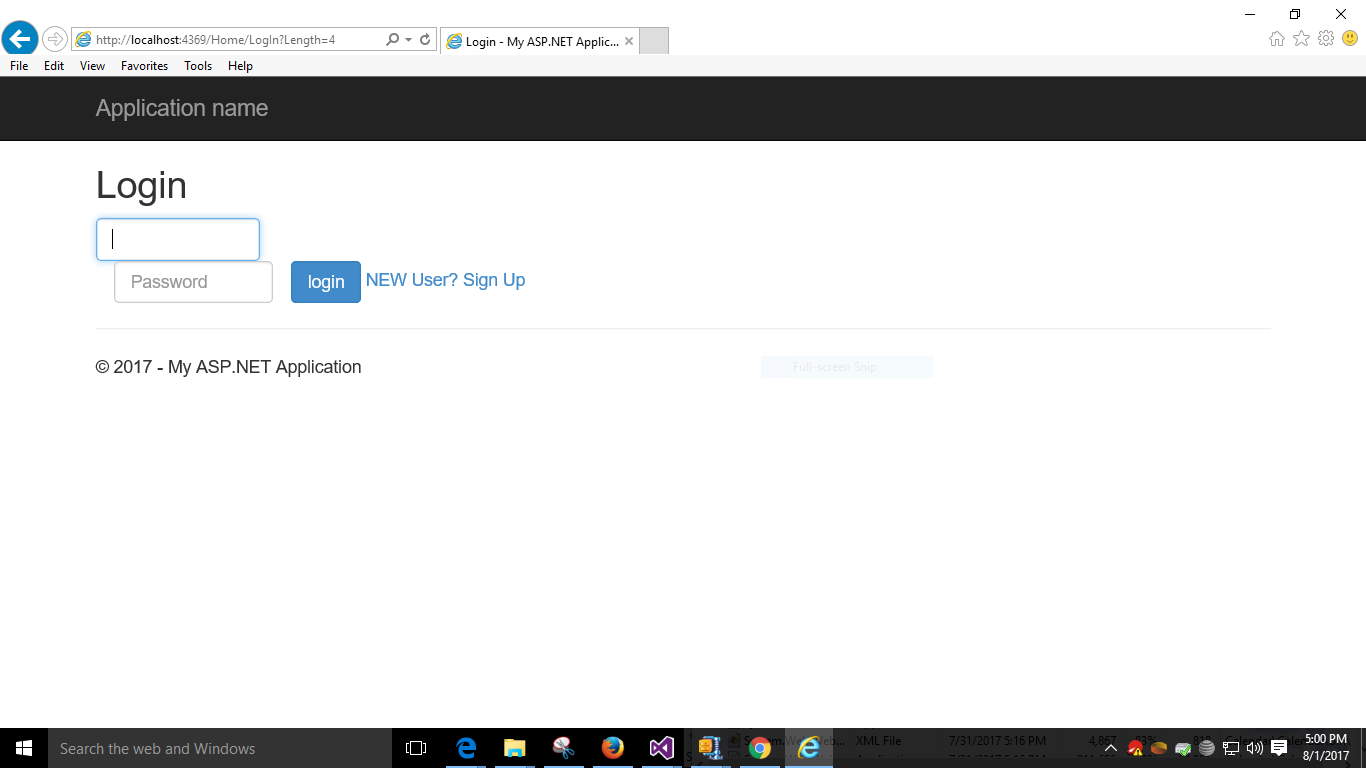 http://localhost:4369/Home/LogIn?Length=4
Login - My ASP.NET Applic...
File Edit View Favorites Tools Help
Application name
Login
Password login NEW User? Sign Up
© 2017 - My ASP.NET Application
Full-screen Snip
Search the web and Windows
XML File 7/31/2017 5:16 PM 4,867
5:00 PM
8/1/2017